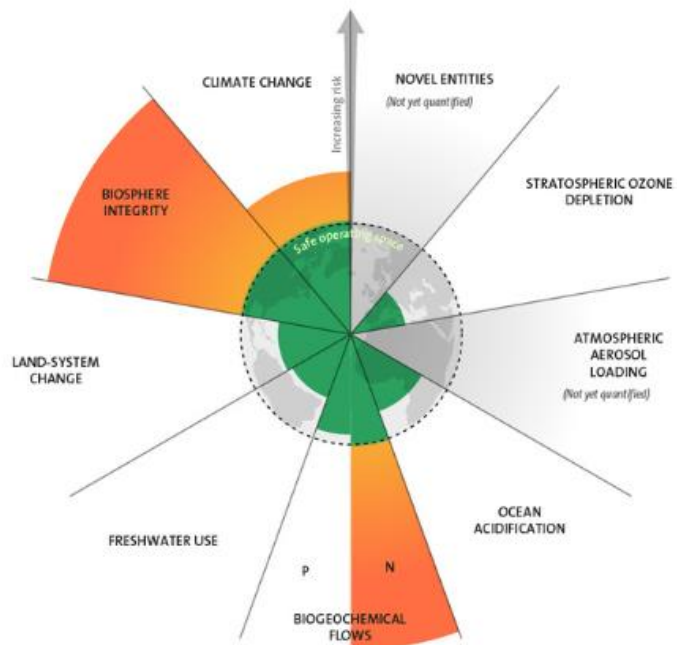 CLIMATE CHANGE
Increasing risk
NOVEL ENTITIES
(Not yet quantified)
STRATOSPHERIC OZONE
DEPLETION
BIOSPHERE
INTEGRITY
Safe operating space
ATMOSPHERIC
AEROSOL
LOADING
(Not yet quantified)
LAND-SYSTEM
CHANGE
OCEAN
ACIDIFICATION
FRESHWATER USE
P
N
BIOGEOCHEMICAL
FLOWS